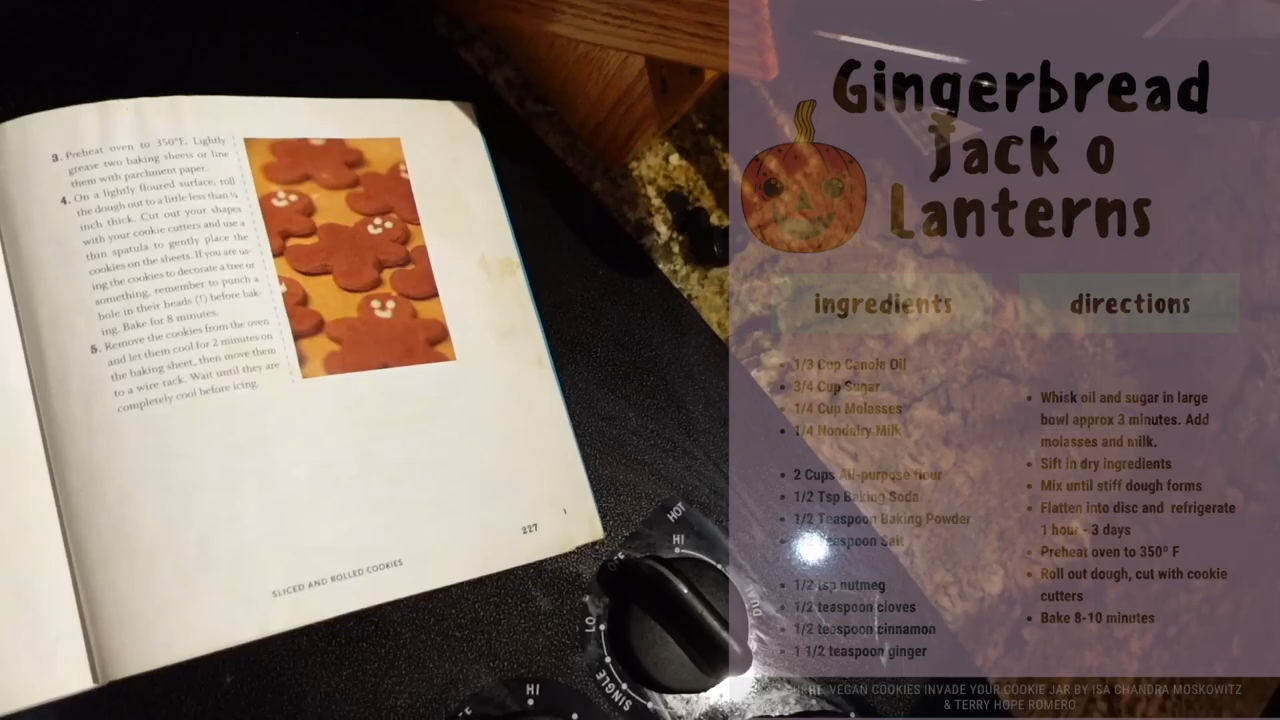 3. Preheat oven to 350°F. Lightly
grease two baking sheets or line
them with parchment paper.
4. On a lightly floured surface, roll
the dough out to a little less than ¼
inch thick. Cut out your shapes
with your cookie cutters and use a
thin spatula to gently place the
cookies on the sheets. If you are us-
ing the cookies to decorate a tree or
something, remember to punch a
hole in their heads (!) before bak-
ing. Bake for 8 minutes.
5. Remove the cookies from the oven
and let them cool for 2 minutes on
the baking sheet, then move them
to a wire rack. Wait until they are
completely cool before icing.
SLICED AND ROLLED COOKIES
227
HOT
HI
OFF
LO
DUAL
SINGLE
HI
Gingerbread
Jack o
Lanterns
ingredients
1/3 Cup Canola Oil
3/4 Cup Sugar
1/4 Cup Molasses
1/4 Nondairy Milk
2 Cups All-purpose flour
1/2 Tsp Baking Soda
1/2 Teaspoon Baking Powder
Teaspoon Salt
1/2 tsp nutmeg
1/2 teaspoon cloves
1/2 teaspoon cinnamon
1 1/2 teaspoon ginger
directions
Whisk oil and sugar in large
bowl approx 3 minutes. Add
molasses and milk.
Sift in dry ingredients
Mix until stiff dough forms
Flatten into disc and refrigerate
1 hour - 3 days
Preheat oven to 350º F
Roll out dough, cut with cookie
cutters
Bake 8-10 minutes
VEGAN COOKIES INVADE YOUR COOKIE JAR BY ISA CHANDRA MOSKOWITZ
& TERRY HOPE ROMERO